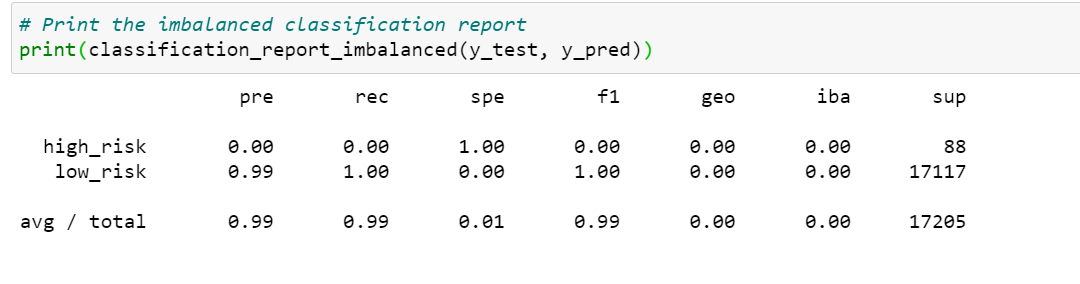 # Print the imbalanced classification report
print(classification_report_imbalanced(y_test, y_pred))
pre rec spe f1 geo iba sup
high_risk 0.00 0.00 1.00 0.00 0.00 0.00 88
low_risk 0.99 1.00 0.00 1.00 0.00 0.00 17117
avg / total 0.99 0.99 0.01 0.99 0.00 0.00 17205